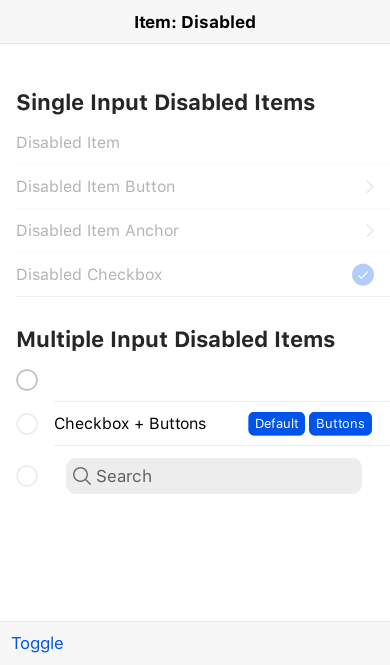 Item: Disabled
Single Input Disabled Items
Disabled Item
Disabled Item Button
Disabled Item Anchor
Disabled Checkbox
Multiple Input Disabled Items
Checkbox + Buttons Default Buttons
Search
Toggle